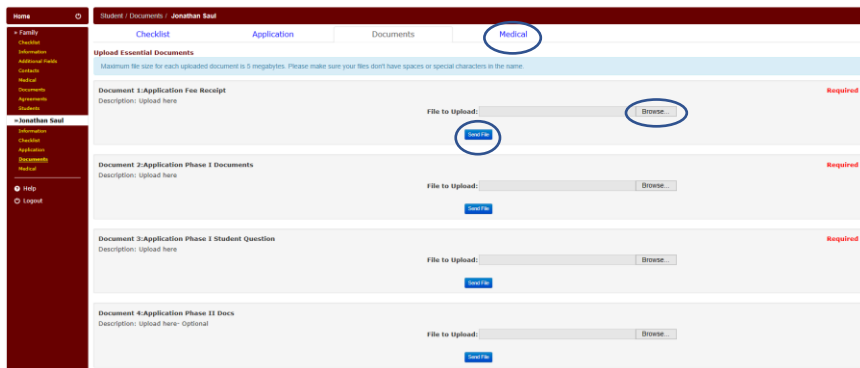 Home
» Family
Checklist
Information
Additional Fields
Contacts
Medical
Documents
Agreements
Students
»Jonathan Saul
Information
Checklist
Application
Documents
Medical
Help
Logout
Student / Documents / Jonathan Saul
Checklist Application Documents Medical
Upload Essential Documents
Maximum file size for each uploaded document is 5 megabytes. Please make sure your files don't have spaces or special characters in the name.
Document 1:Application Fee Receipt Required
Description: Upload here
File to Upload: Browse...
Send File
Document 2:Application Phase I Documents Required
Description: Upload here
File to Upload: Browse...
Send File
Document 3:Application Phase I Student Question Required
Description: Upload here
File to Upload: Browse...
Send File
Document 4:Application Phase II Docs
Description: Upload here- Optional
File to Upload: Browse...
Send File